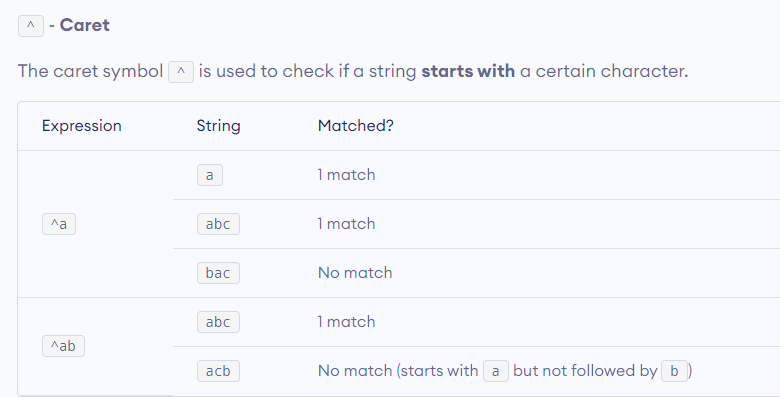 ^ - Caret
The caret symbol ^ is used to check if a string starts with a certain character.
Expression String Matched?
^a
a 1 match
abc 1 match
bac No match
^ab
abc 1 match
acb No match (starts with a but not followed by b)